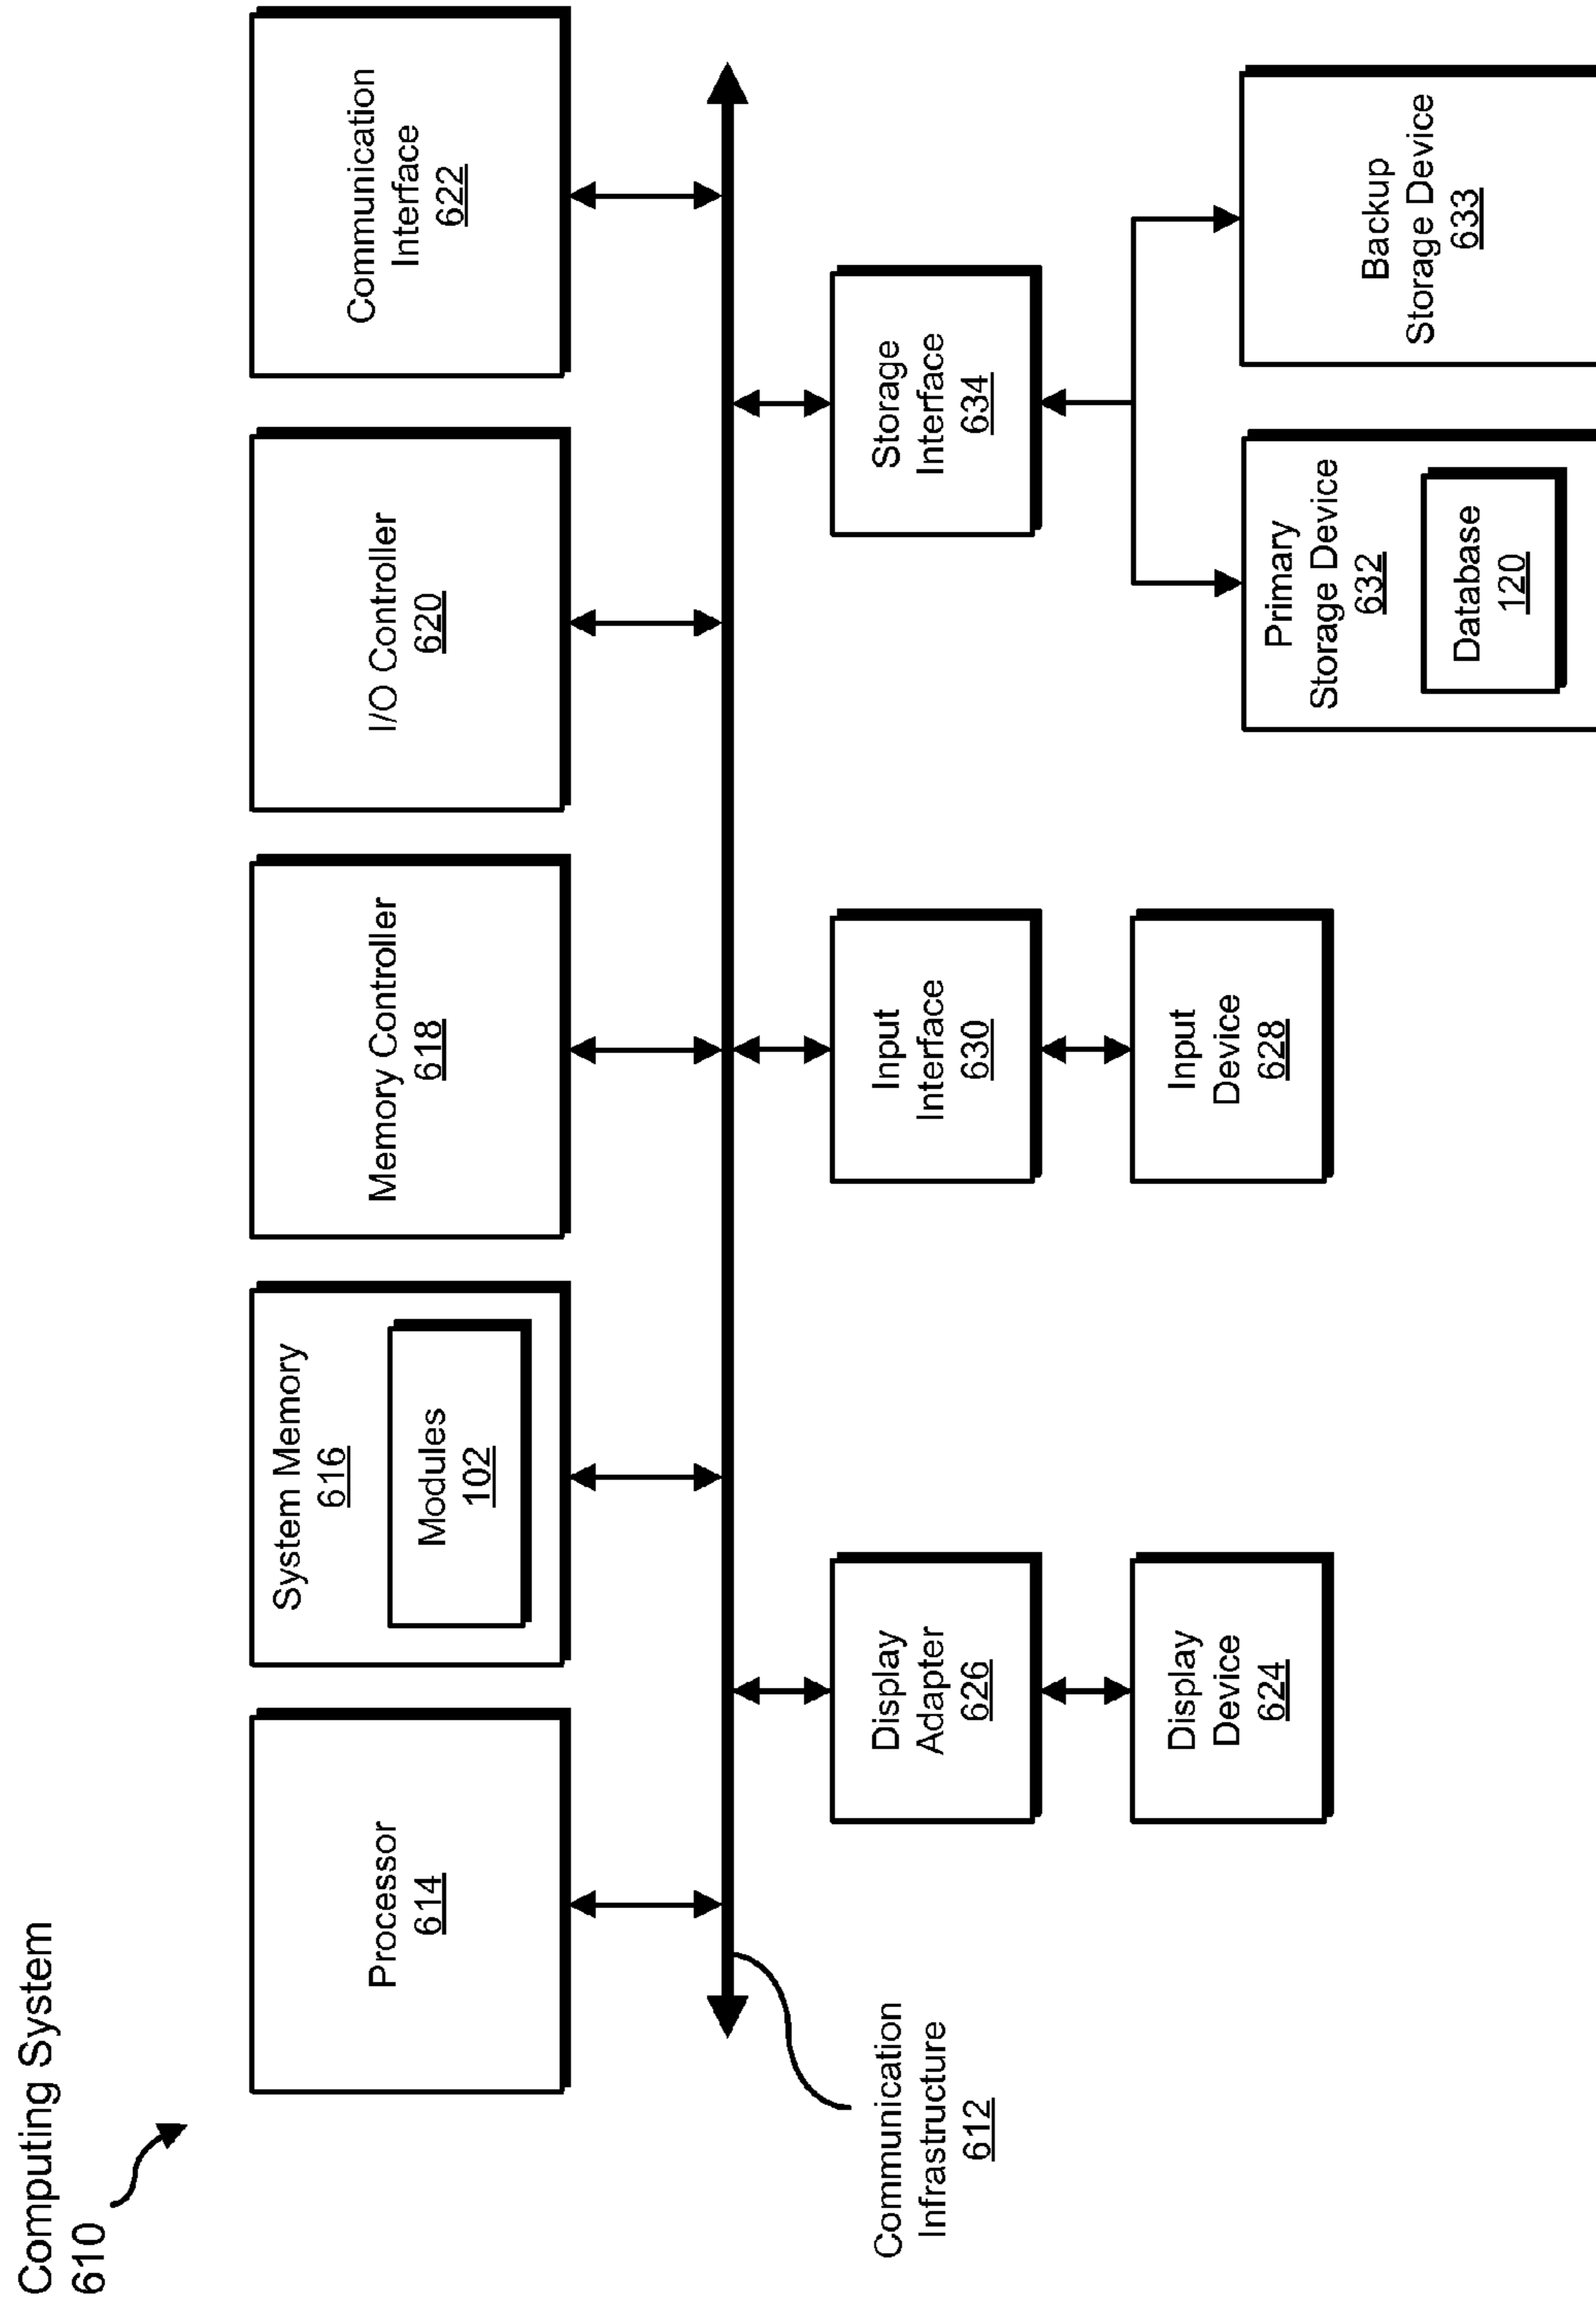 Computing System
610
Processor
614
System Memory
616
Modules
102
Memory Controller
618
I/O Controller
620
Communication
Interface
622
Communication
Infrastructure
612
Display
Adapter
626
Display
Device
624
Input
Interface
630
Input
Device
628
Storage
Interface
634
Primary
Storage Device
632
Database
120
Backup
Storage Device
633